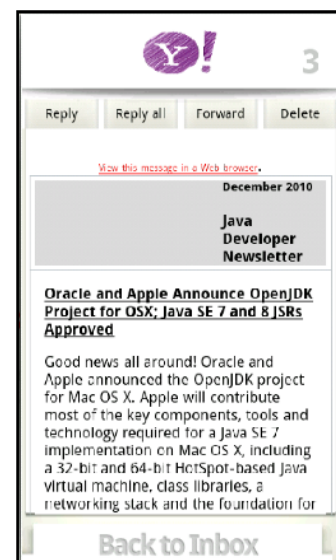 Y!
3
Reply Reply all Forward Delete
View this message in a Web browser.
December 2010
Java
Developer
Newsletter
Oracle and Apple Announce OpenJDK
Project for OSX; Java SE 7 and 8 JSRs
Approved
Good news all around! Oracle and
Apple announced the OpenJDK project
for Mac OS X. Apple will contribute
most of the key components, tools and
technology required for a Java SE 7
implementation on Mac OS X, including
a 32-bit and 64-bit HotSpot-based Java
virtual machine, class libraries, a
networking stack and the foundation for
Back to Inbox